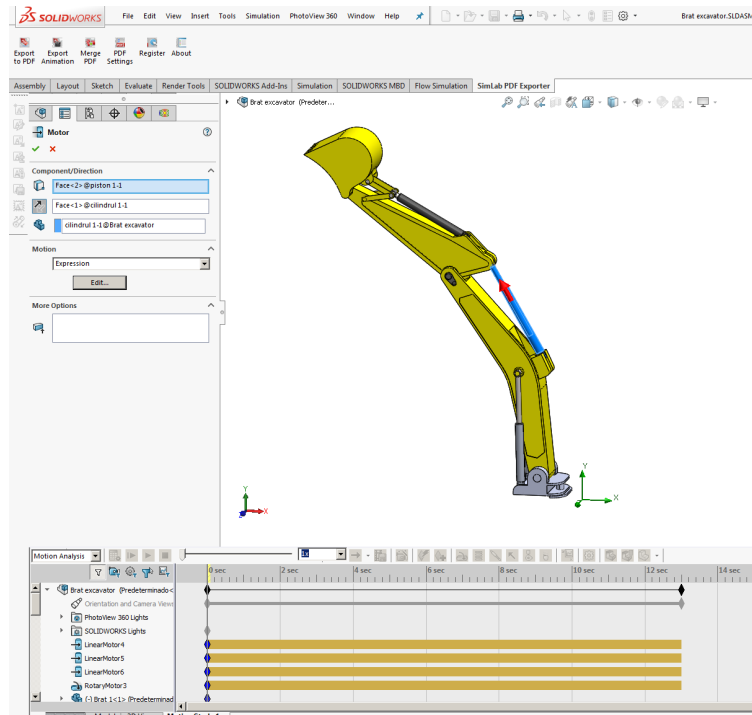 SOLIDWORKS File Edit View Insert Tools Simulation PhotoView 360 Window Help Brat excavator.SLDASM
Export to PDF
Export Animation
Merge PDF
PDF Settings
Register
About
Assembly Layout Sketch Evaluate Render Tools SOLIDWORKS Add-Ins Simulation SOLIDWORKS MBD Flow Simulation SimLab PDF Exporter
Brat excavator (Predeter...
Motor
Component/Direction
Face<2>@piston 1-1
Face<1>@cilindrul 1-1
cilindrul 1-1@Brat excavator
Motion
Expression
Edit...
More Options
Y
X
Y
X
Motion Analysis
1x
0 sec 2 sec 4 sec 6 sec 8 sec 10 sec 12 sec 14 sec
Brat excavator (Predeterminado<
Orientation and Camera Views
PhotoView 360 Lights
SOLIDWORKS Lights
LinearMotor4
LinearMotor5
LinearMotor6
RotaryMotor3
(-) Brat 1<1> (Predeterminad